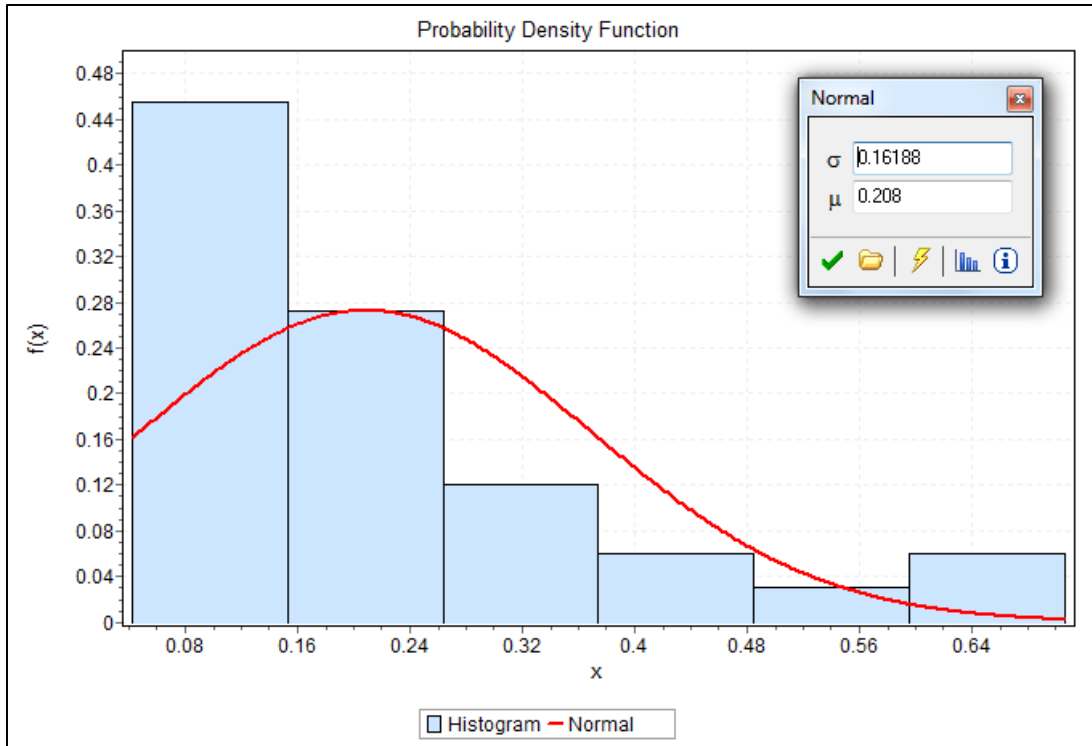 Probability Density Function
Normal
σ 0.16188
μ 0.208
f(x)
0.48
0.44
0.4
0.36
0.32
0.28
0.24
0.2
0.16
0.12
0.08
0.04
0
0.08 0.16 0.24 0.32 0.4 0.48 0.56 0.64
x
Histogram Normal